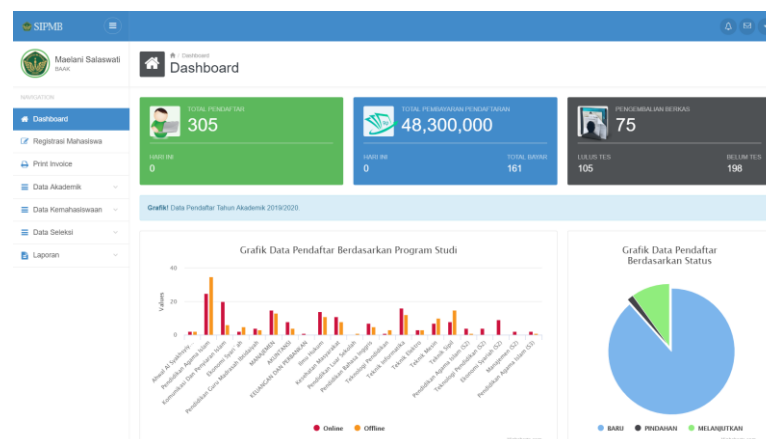 SIPMB
Maelani Salaswati
BAAK
NAVIGATION
Dashboard
Registrasi Mahasiswa
Print Invoice
Data Akademik
Data Kemahasiswaan
Data Seleksi
Laporan
/ Dashboard
Dashboard
TOTAL PENDAFTAR
305
HARI INI
0
TOTAL PEMBAYARAN PENDAFTARAN
48,300,000
HARI INI
0
TOTAL BAYAR
161
PENGEMBALIAN BERKAS
75
LULUS TES
105
BELUM TES
198
Grafik! Data Pendaftar Tahun Akademik 2019/2020.
Grafik Data Pendaftar Berdasarkan Program Studi
Values
40
20
0
Ahwal Al Syakhsiy...
Pendidikan Agama Islam
Komunikasi Dan Penyiaran Islam
Ekonomi Syari`ah
Pendidikan Guru Madrasah Ibtidaiyah
MANAJEMEN
AKUNTANSI
KEUANGAN DAN PERBANKAN
Ilmu Hukum
Kesehatan Masyarakat
Pendidikan Luar Sekolah
Pendidikan Bahasa Inggris
Teknologi Pendidikan
Teknik Informatika
Teknik Elektro
Teknik Mesin
Teknik Sipil
Pendidikan Agama Islam (S2)
Teknologi Pendidikan (S2)
Ekonomi Syariah (S2)
Manajemen (S2)
Pendidikan Agama Islam (S3)
Online
Offline
Grafik Data Pendaftar
Berdasarkan Status
BARU
PINDAHAN
MELANJUTKAN